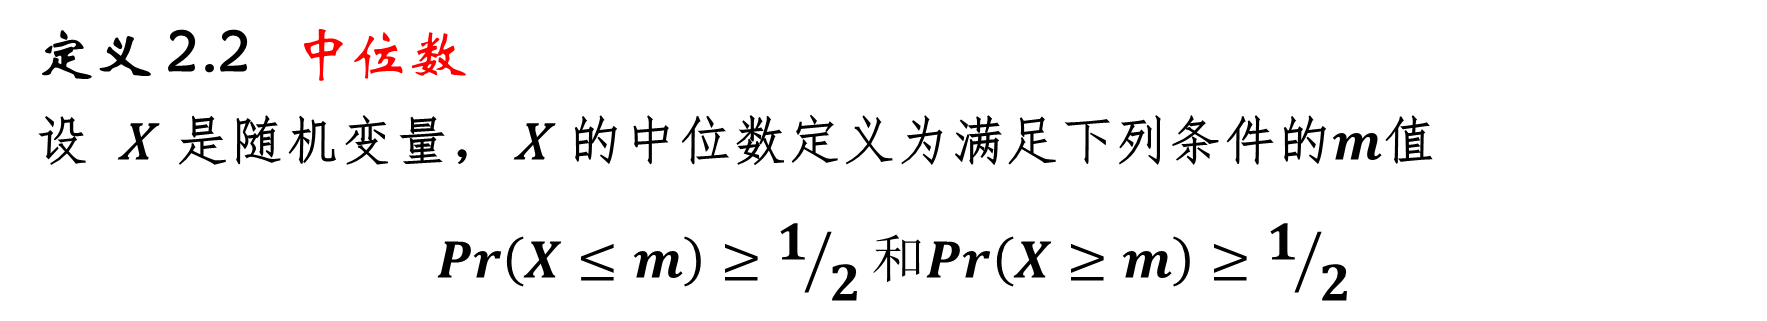 定义 2.2 中位数
设 X 是随机变量，X 的中位数定义为满足下列条件的m值
Pr(X ≤ m) ≥ 1/2 和Pr(X ≥ m) ≥ 1/2